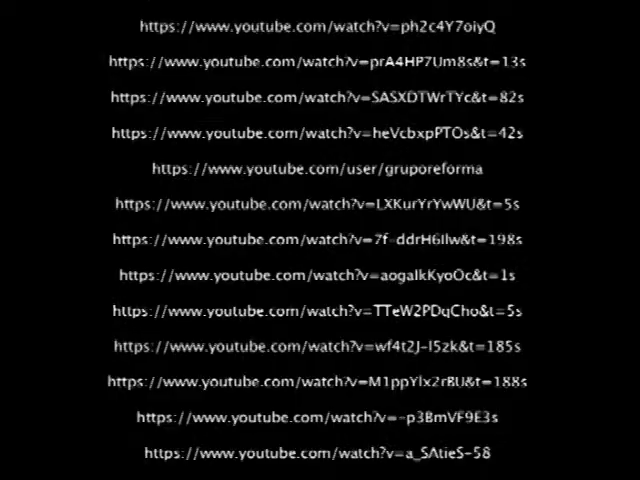 https://www.youtube.com/watch?v=ph2c4Y7oiyQ
https://www.youtube.com/watch?v=prA4HP7Um8s&t=13s
https://www.youtube.com/watch?v=SASXDTWrTYc&t=82s
https://www.youtube.com/watch?v=heVcbxpPTOs&t=42s
https://www.youtube.com/user/gruporeforma
https://www.youtube.com/watch?v=LXKurYrYwWU&t=5s
https://www.youtube.com/watch?v=7f-ddrH6Ilw&t=198s
https://www.youtube.com/watch?v=aogaIkKyoOc&t=1s
https://www.youtube.com/watch?v=TTeW2PDqCho&t=5s
https://www.youtube.com/watch?v=wf4t2J-I5zk&t=185s
https://www.youtube.com/watch?v=M1ppYlx2rBU&t=188s
https://www.youtube.com/watch?v=-p3BmVF9E3s
https://www.youtube.com/watch?v=a_SAtieS-58